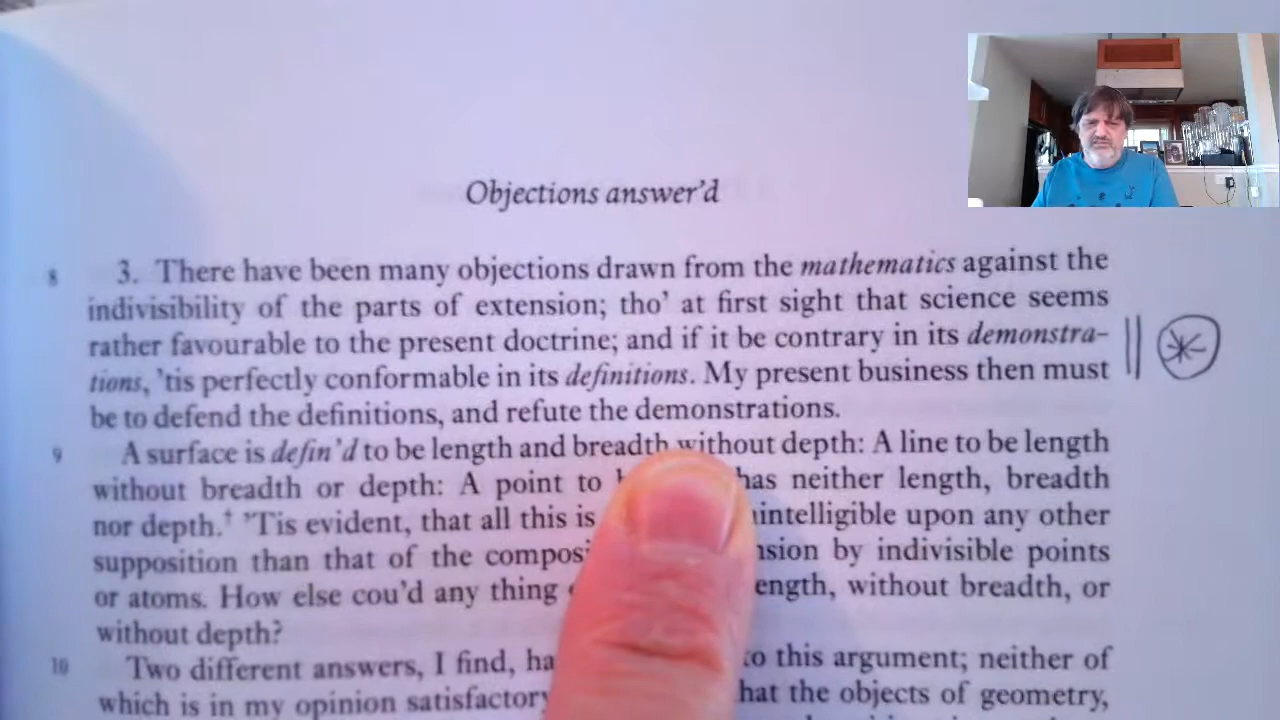 Objections answer'd
8 3. There have been many objections drawn from the mathematics against the
indivisibility of the parts of extension; tho' at first sight that science seems
rather favourable to the present doctrine; and if it be contrary in its demonstra-
tions, 'tis perfectly conformable in its definitions. My present business then must
be to defend the definitions, and refute the demonstrations.
9 A surface is defin'd to be length and breadth without depth: A line to be length
without breadth or depth: A point to has neither length, breadth
nor depth.† 'Tis evident, that all this is intelligible upon any other
supposition than that of the by indivisible points
or atoms. How else cou'd any thing without breadth, or
without depth?
10 Two different answers, I find, to this argument; neither of
which is in my opinion satisfactory the objects of geometry,